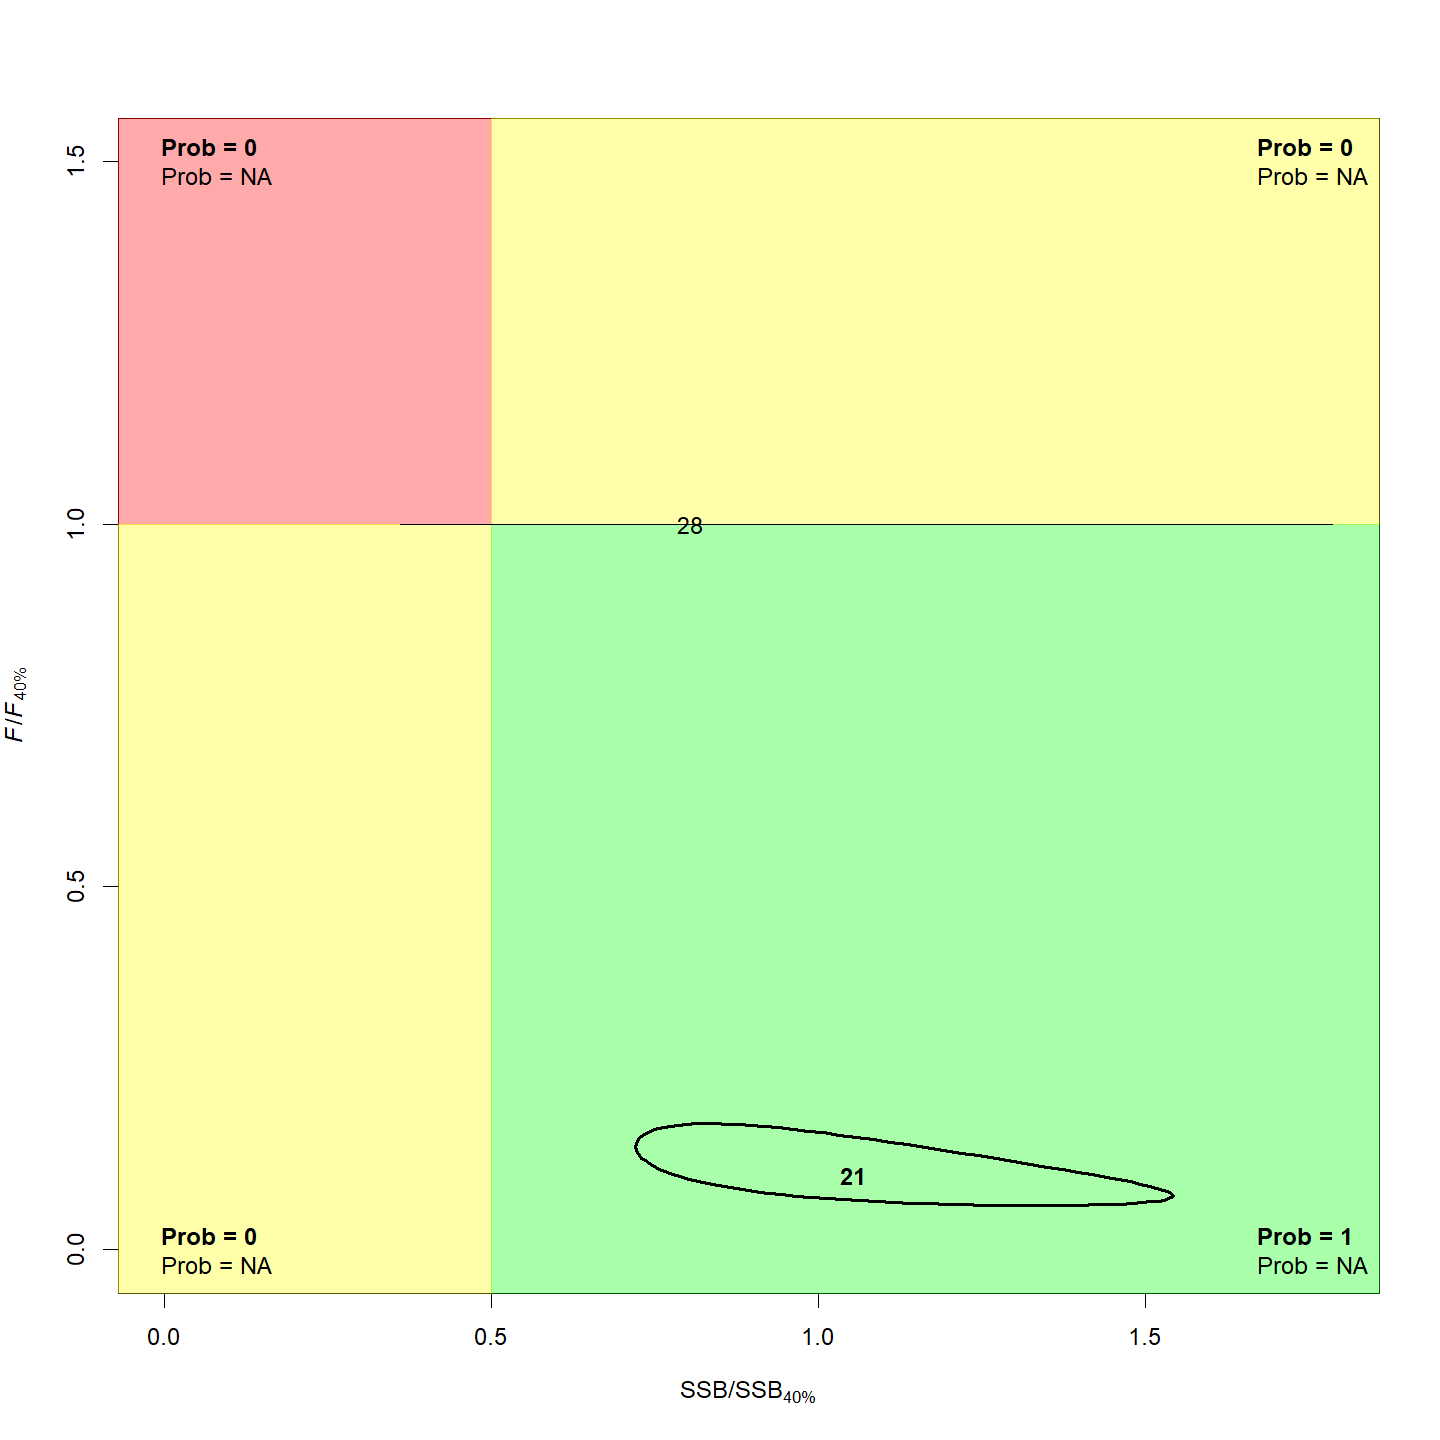 Prob = 0
Prob = NA
Prob = 0
Prob = NA
1.5
1.0
0.5
0.0
F/F40%
28
21
Prob = 0
Prob = NA
Prob = 1
Prob = NA
0.0
0.5
1.0
1.5
SSB/SSB40%